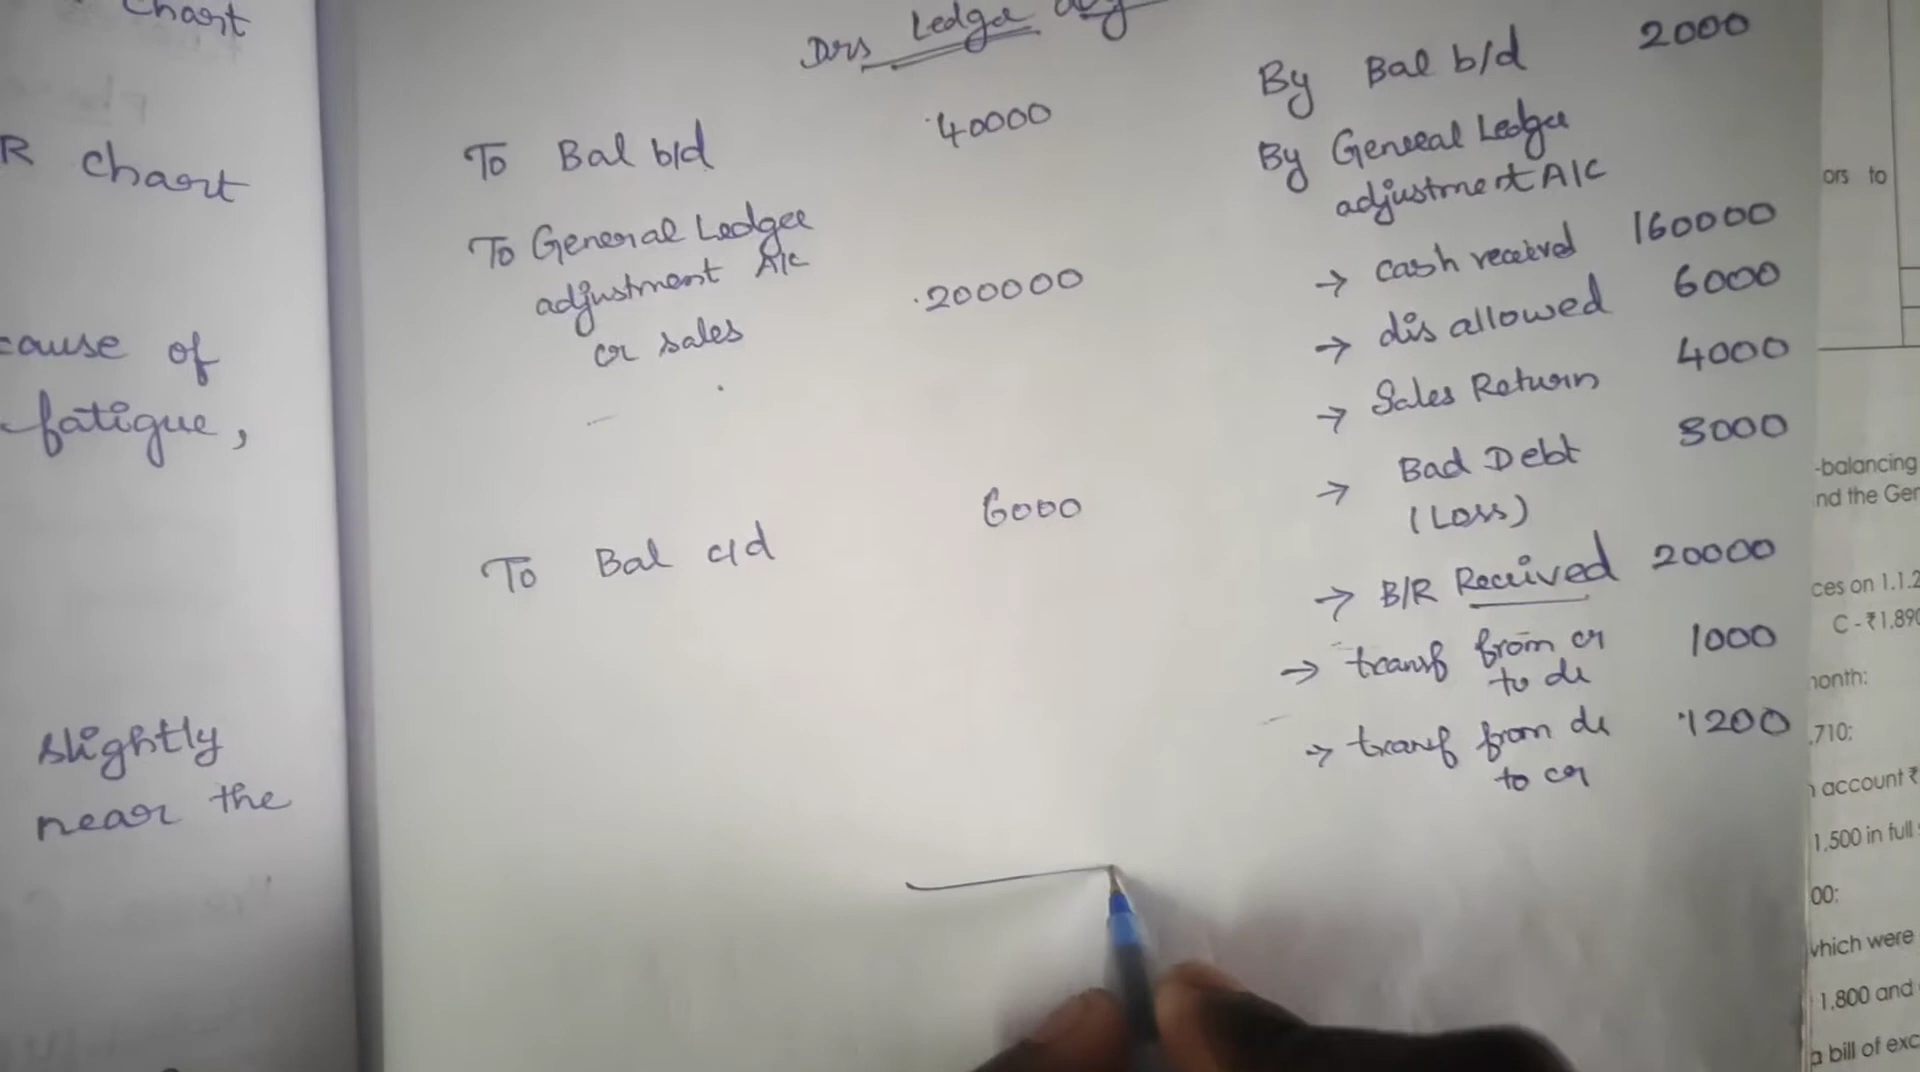 chart
R chart
cause of
fatigue,
slightly
near the
Drs Ledger
To Bal b/d 40000
To General Ledger
adjustment A/c
cr sales 200000
To Bal c/d 6000
By Bal b/d 2000
By General Ledger
adjustment A/C
→ cash received 160000
→ dis allowed 6000
→ Sales Return 4000
→ Bad Debt 3000
(Loss)
→ B/R Received 20000
→ transf from cr 1000
to dr
→ transf from dr 1200
to cr
ors to
-balancing
nd the Ger
ces on 1.1.2
C - ₹1,890
nonth:
,710;
account ₹
1,500 in full
00;
which were
1,800 and
a bill of exc